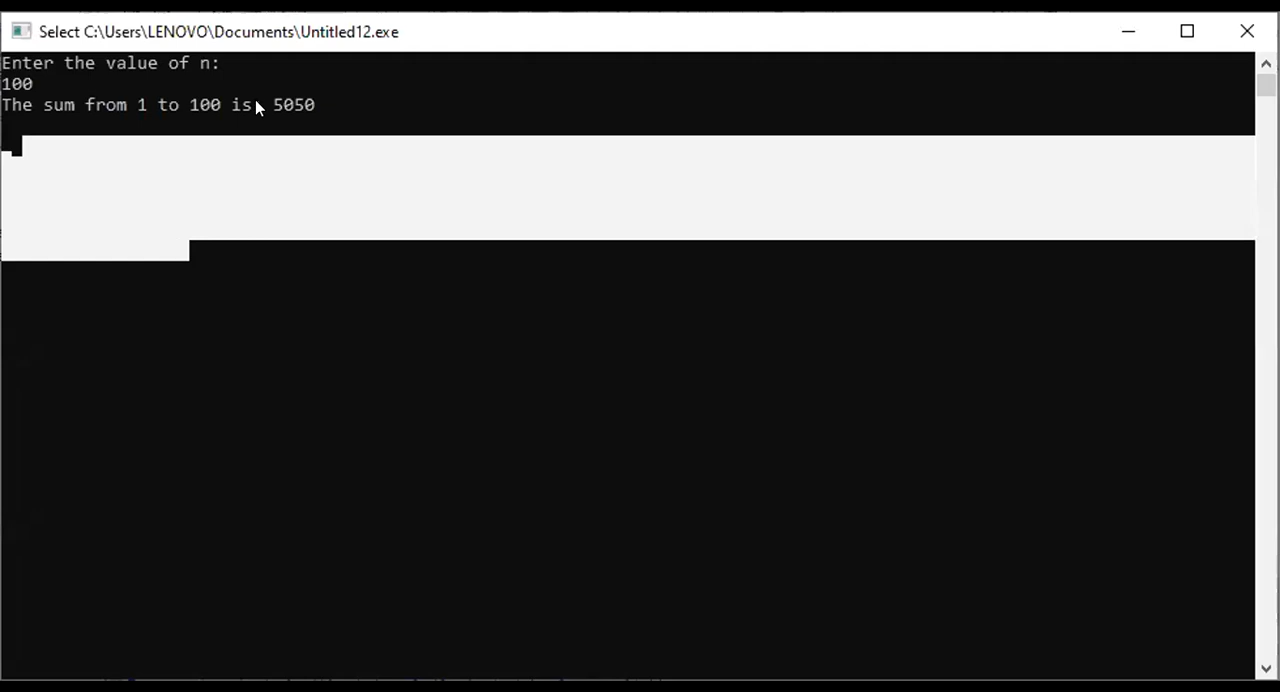 Select C:\Users\LENOVO\Documents\Untitled12.exe
Enter the value of n:
100
The sum from 1 to 100 is 5050